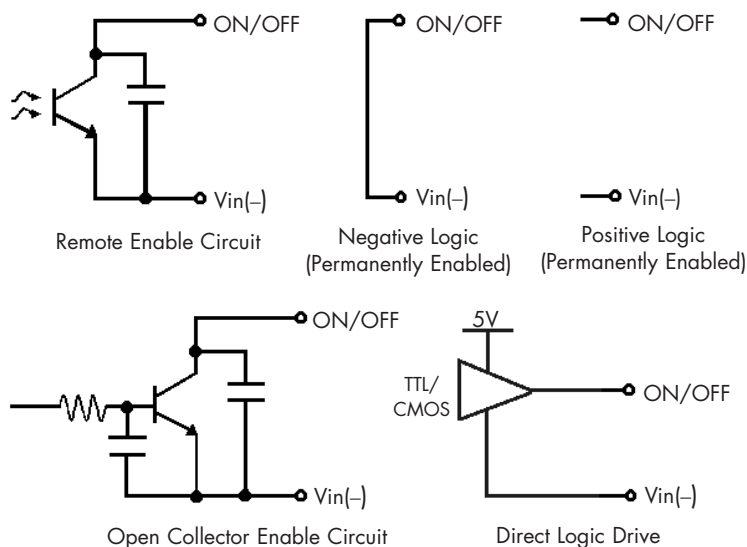 ON/OFF
Vin(–)
Remote Enable Circuit
ON/OFF
Vin(–)
Negative Logic
(Permanently Enabled)
ON/OFF
Vin(–)
Positive Logic
(Permanently Enabled)
ON/OFF
Vin(–)
Open Collector Enable Circuit
5V
TTL/
CMOS
ON/OFF
Vin(–)
Direct Logic Drive